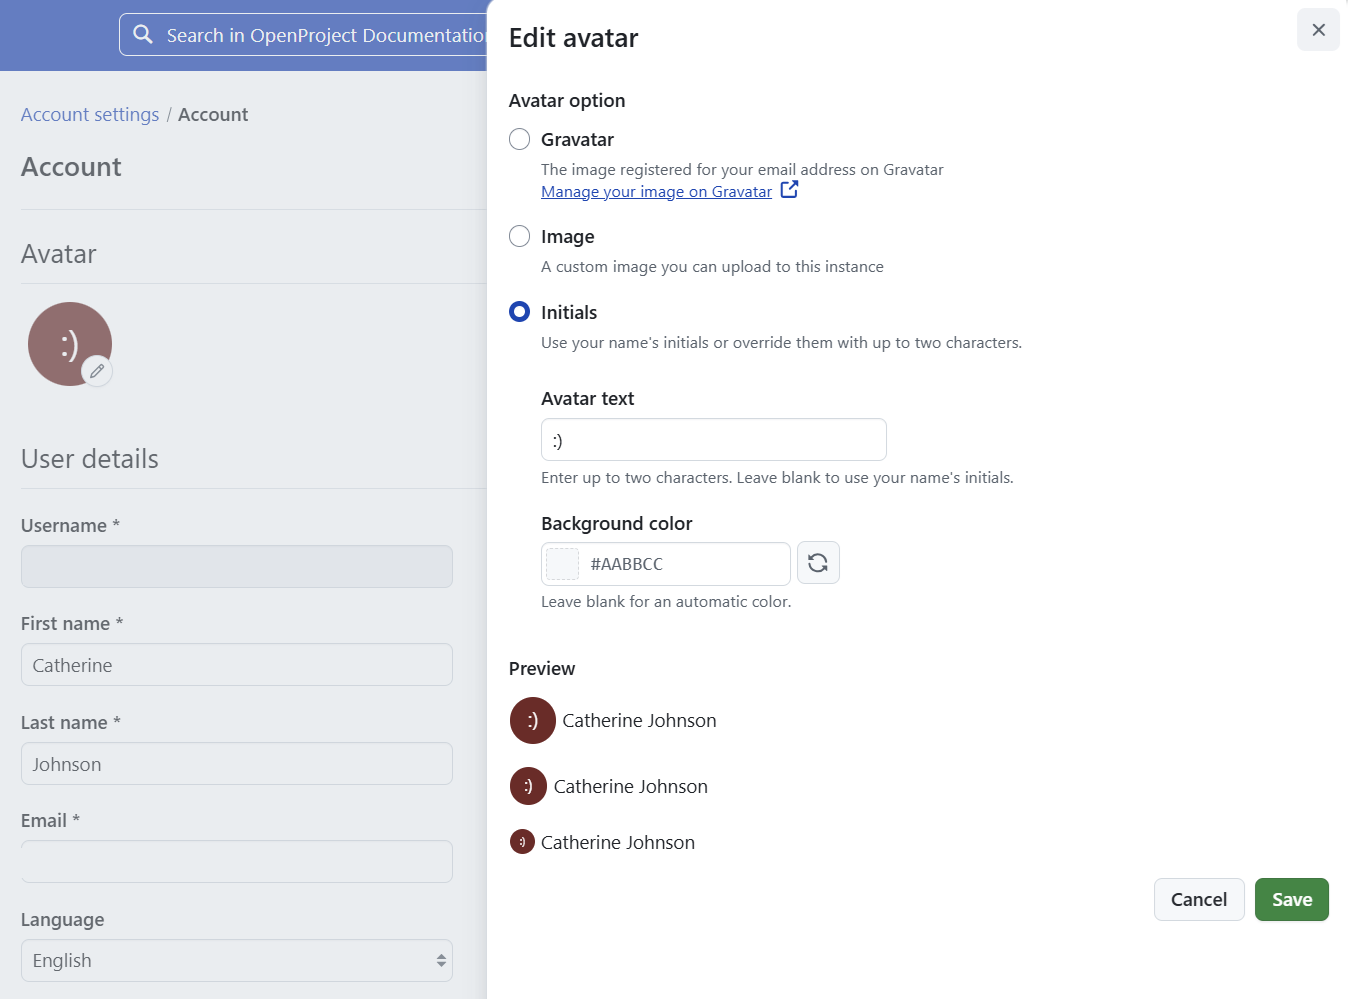 Search in OpenProject Documentation
Account settings / Account
Account
Avatar
:)
User details
Username *
First name *
Catherine
Last name *
Johnson
Email *
Language
English
Edit avatar
Avatar option
Gravatar
The image registered for your email address on Gravatar
Manage your image on Gravatar
Image
A custom image you can upload to this instance
Initials
Use your name's initials or override them with up to two characters.
Avatar text
:)
Enter up to two characters. Leave blank to use your name's initials.
Background color
#AABBCC
Leave blank for an automatic color.
Preview
:) Catherine Johnson
:) Catherine Johnson
:) Catherine Johnson
Cancel Save